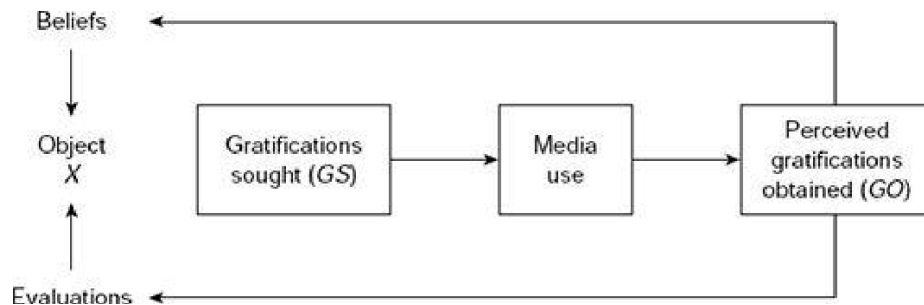 Beliefs
Object
X
Gratifications
sought (GS)
Media
use
Perceived
gratifications
obtained (GO)
Evaluations